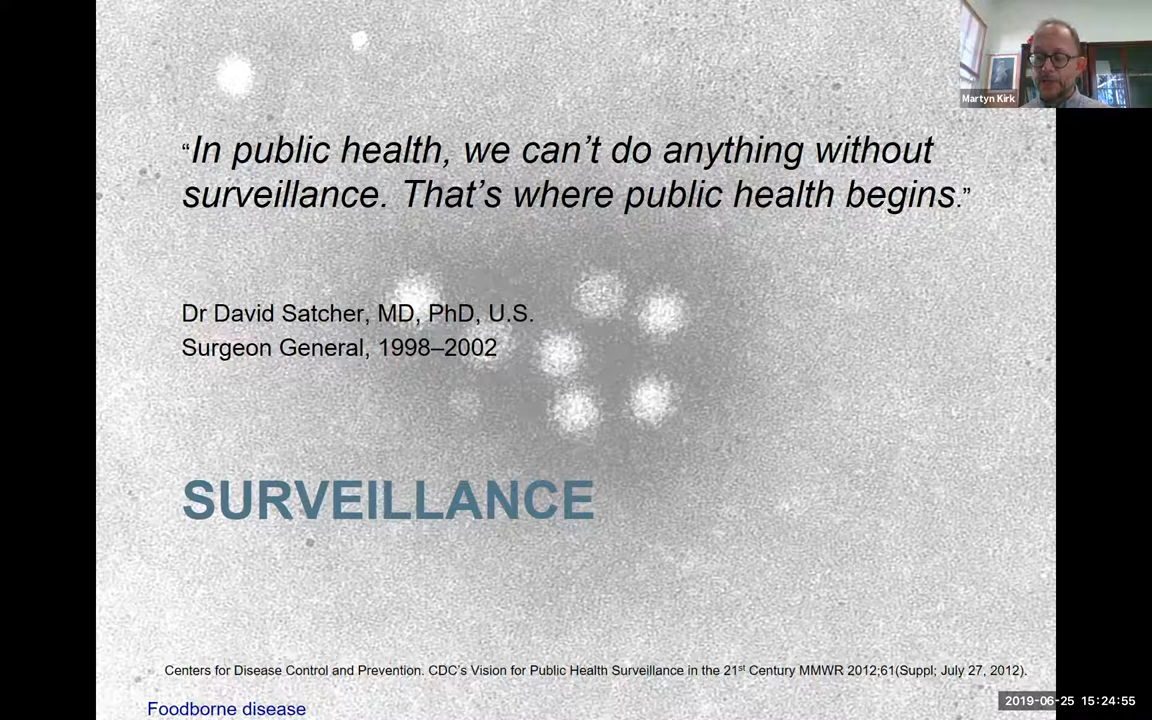 Martyn Kirk
“In public health, we can’t do anything without
surveillance. That’s where public health begins.”
Dr David Satcher, MD, PhD, U.S.
Surgeon General, 1998–2002
SURVEILLANCE
Centers for Disease Control and Prevention. CDC’s Vision for Public Health Surveillance in the 21st Century MMWR 2012;61(Suppl; July 27, 2012).
2019-06-25 15:24:55
Foodborne disease